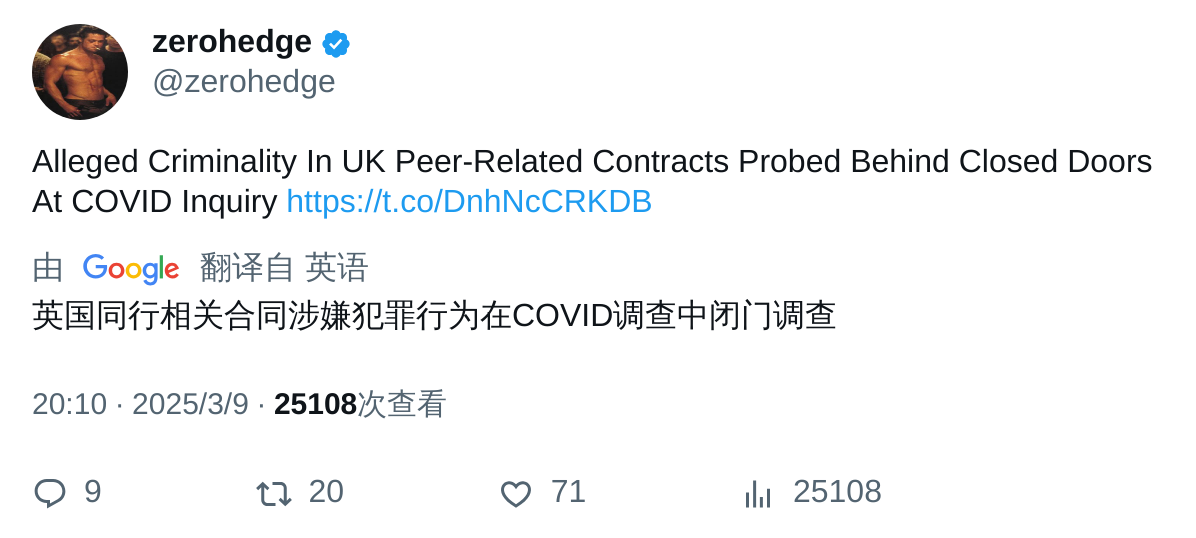 zerohedge
@zerohedge
Alleged Criminality In UK Peer-Related Contracts Probed Behind Closed Doors
At COVID Inquiry https://t.co/DnhNcCRKDB
由 Google 翻译自 英语
英国同行相关合同涉嫌犯罪行为在COVID调查中闭门调查
20:10 · 2025/3/9 · 25108次查看
9 20 71 25108